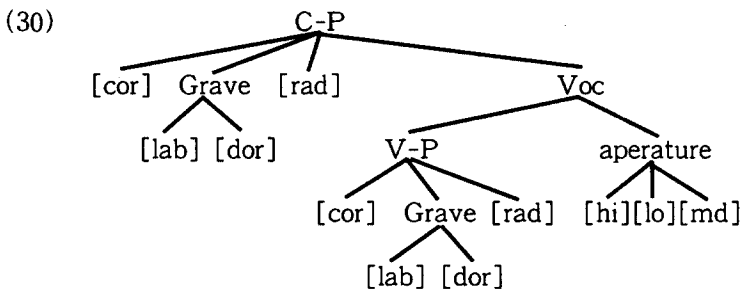 (30) C-P
[cor] Grave [rad] Voc
[lab] [dor]
V-P aperature
[cor] Grave [rad] [hi][lo][md]
[lab] [dor]